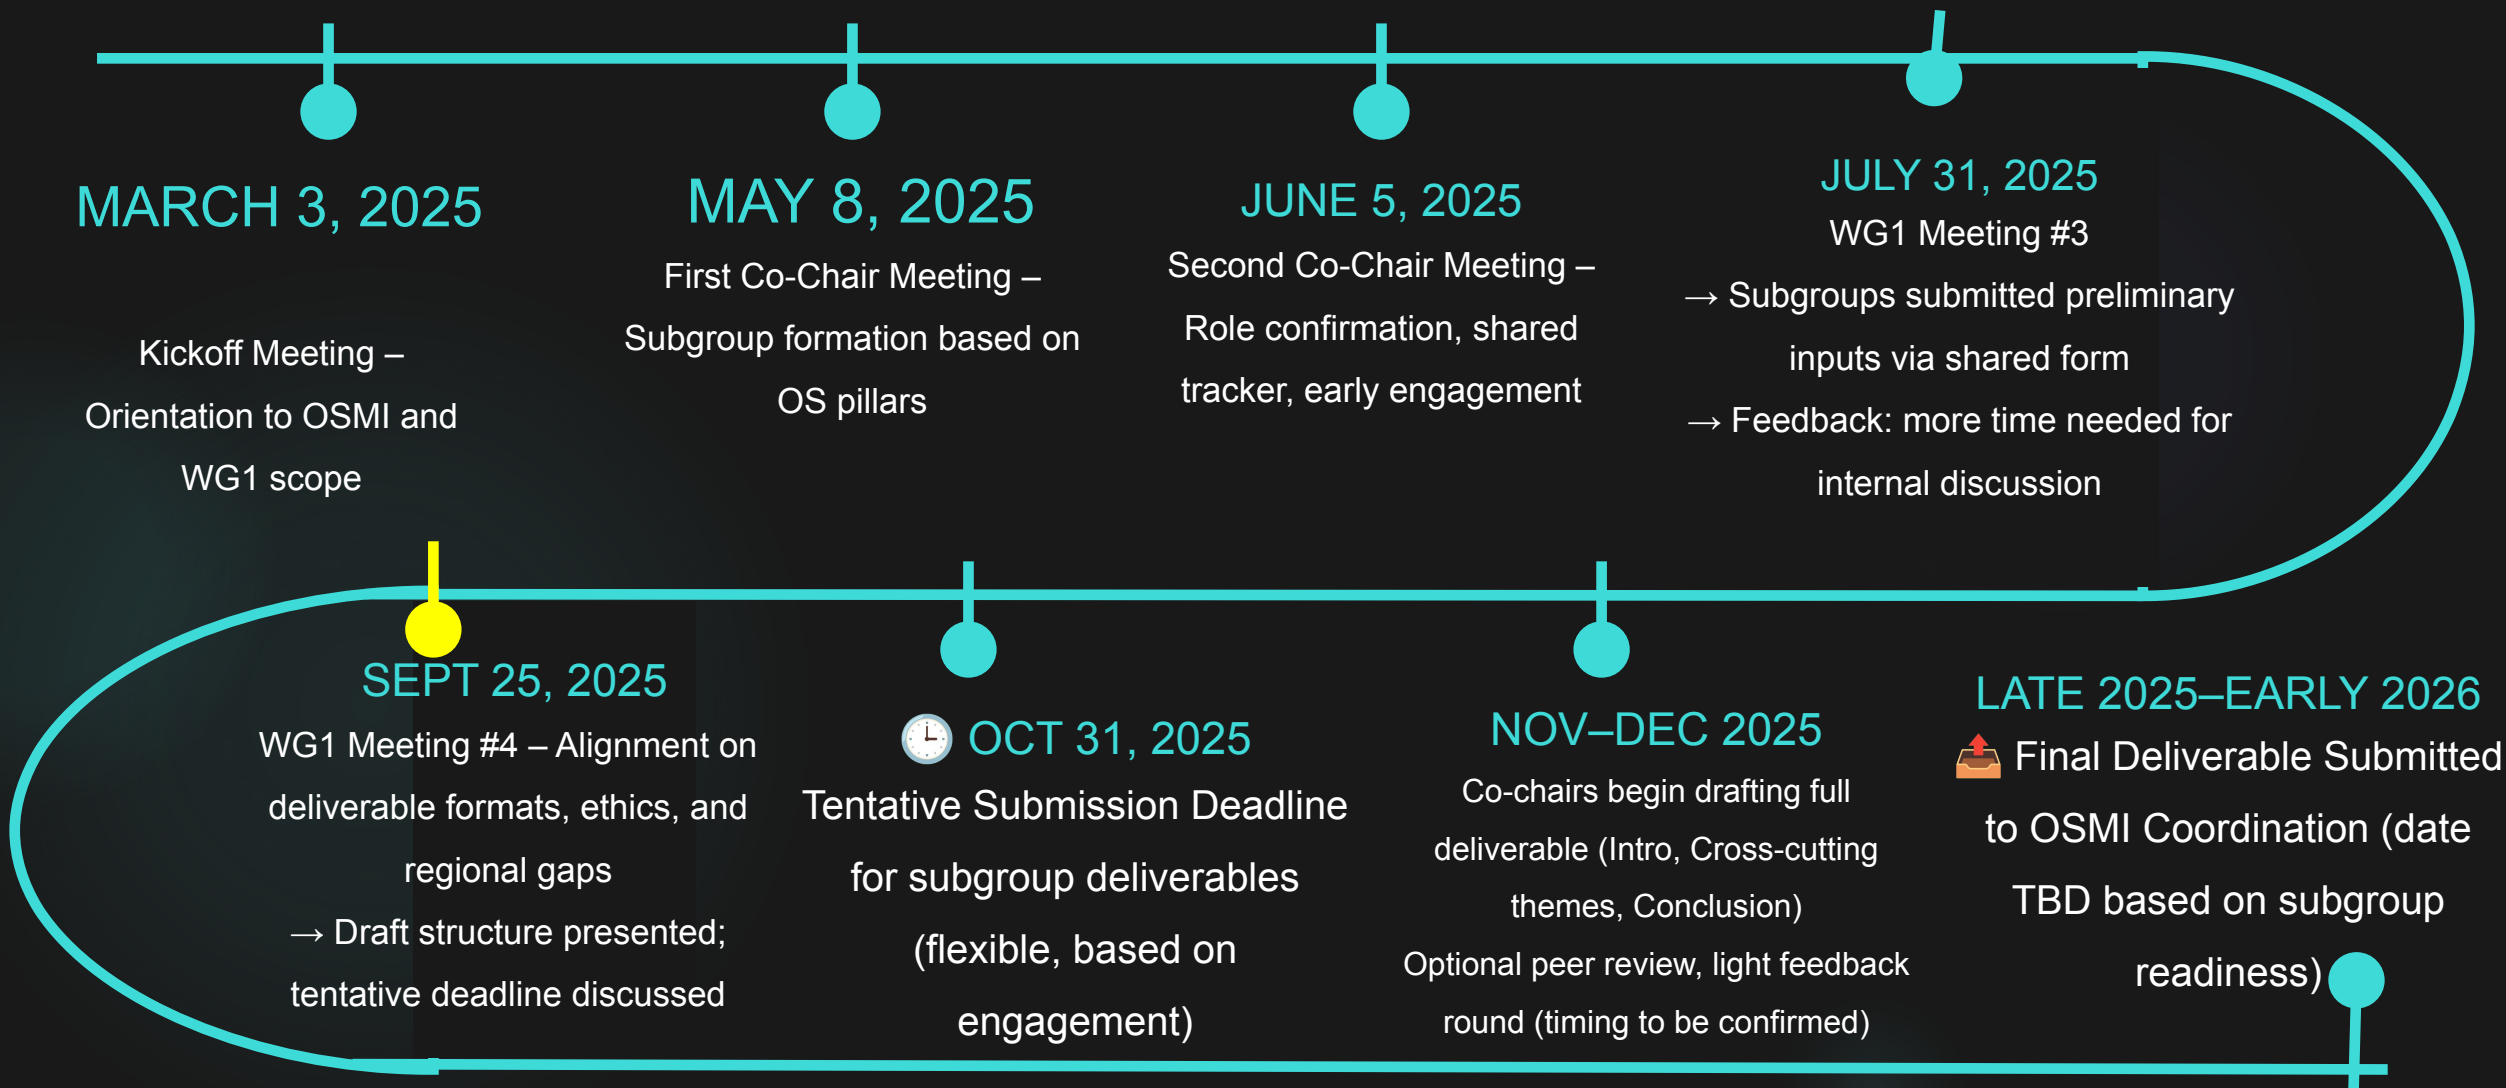 MARCH 3, 2025
Kickoff Meeting –
Orientation to OSMI and
WG1 scope
MAY 8, 2025
First Co-Chair Meeting –
Subgroup formation based on
OS pillars
JUNE 5, 2025
Second Co-Chair Meeting –
Role confirmation, shared
tracker, early engagement
JULY 31, 2025
WG1 Meeting #3
→ Subgroups submitted preliminary
inputs via shared form
→ Feedback: more time needed for
internal discussion
SEPT 25, 2025
WG1 Meeting #4 – Alignment on
deliverable formats, ethics, and
regional gaps
→ Draft structure presented;
tentative deadline discussed
🕒 OCT 31, 2025
Tentative Submission Deadline
for subgroup deliverables
(flexible, based on
engagement)
NOV–DEC 2025
Co-chairs begin drafting full
deliverable (Intro, Cross-cutting
themes, Conclusion)
Optional peer review, light feedback
round (timing to be confirmed)
LATE 2025–EARLY 2026
📤 Final Deliverable Submitted
to OSMI Coordination (date
TBD based on subgroup
readiness)